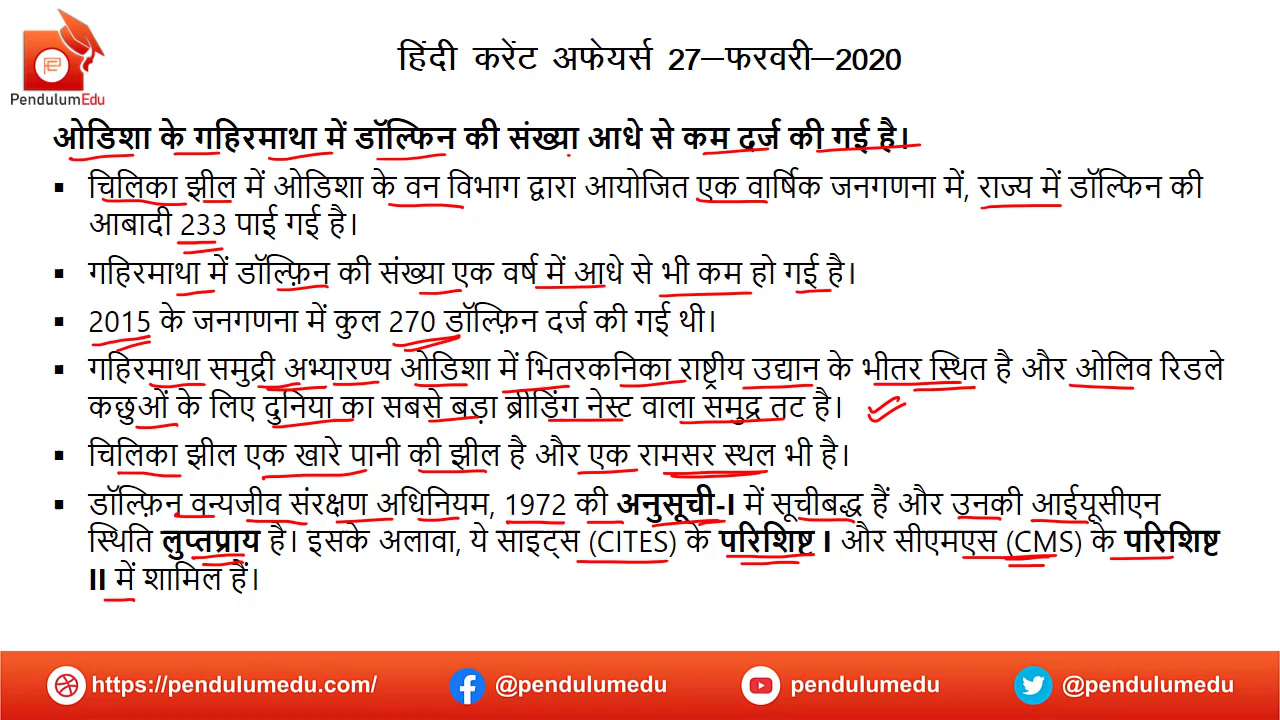 PendulumEdu
हिंदी करेंट अफेयर्स 27–फरवरी–2020
ओडिशा के गहिरमाथा में डॉल्फिन की संख्या आधे से कम दर्ज की गई है।
▪ चिलिका झील में ओडिशा के वन विभाग द्वारा आयोजित एक वार्षिक जनगणना में, राज्य में डॉल्फिन की
आबादी 233 पाई गई है।
▪ गहिरमाथा में डॉल्फ़िन की संख्या एक वर्ष में आधे से भी कम हो गई है।
▪ 2015 के जनगणना में कुल 270 डॉल्फ़िन दर्ज की गई थी।
▪ गहिरमाथा समुद्री अभ्यारण्य ओडिशा में भितरकनिका राष्ट्रीय उद्यान के भीतर स्थित है और ओलिव रिडले
कछुओं के लिए दुनिया का सबसे बड़ा ब्रीडिंग नेस्ट वाला समुद्र तट है।
▪ चिलिका झील एक खारे पानी की झील है और एक रामसर स्थल भी है।
▪ डॉल्फ़िन वन्यजीव संरक्षण अधिनियम, 1972 की अनुसूची-I में सूचीबद्ध हैं और उनकी आईयूसीएन
स्थिति लुप्तप्राय है। इसके अलावा, ये साइट्स (CITES) के परिशिष्ट I और सीएमएस (CMS) के परिशिष्ट
II में शामिल हैं।
https://pendulumedu.com/ @pendulumedu pendulumedu @pendulumedu